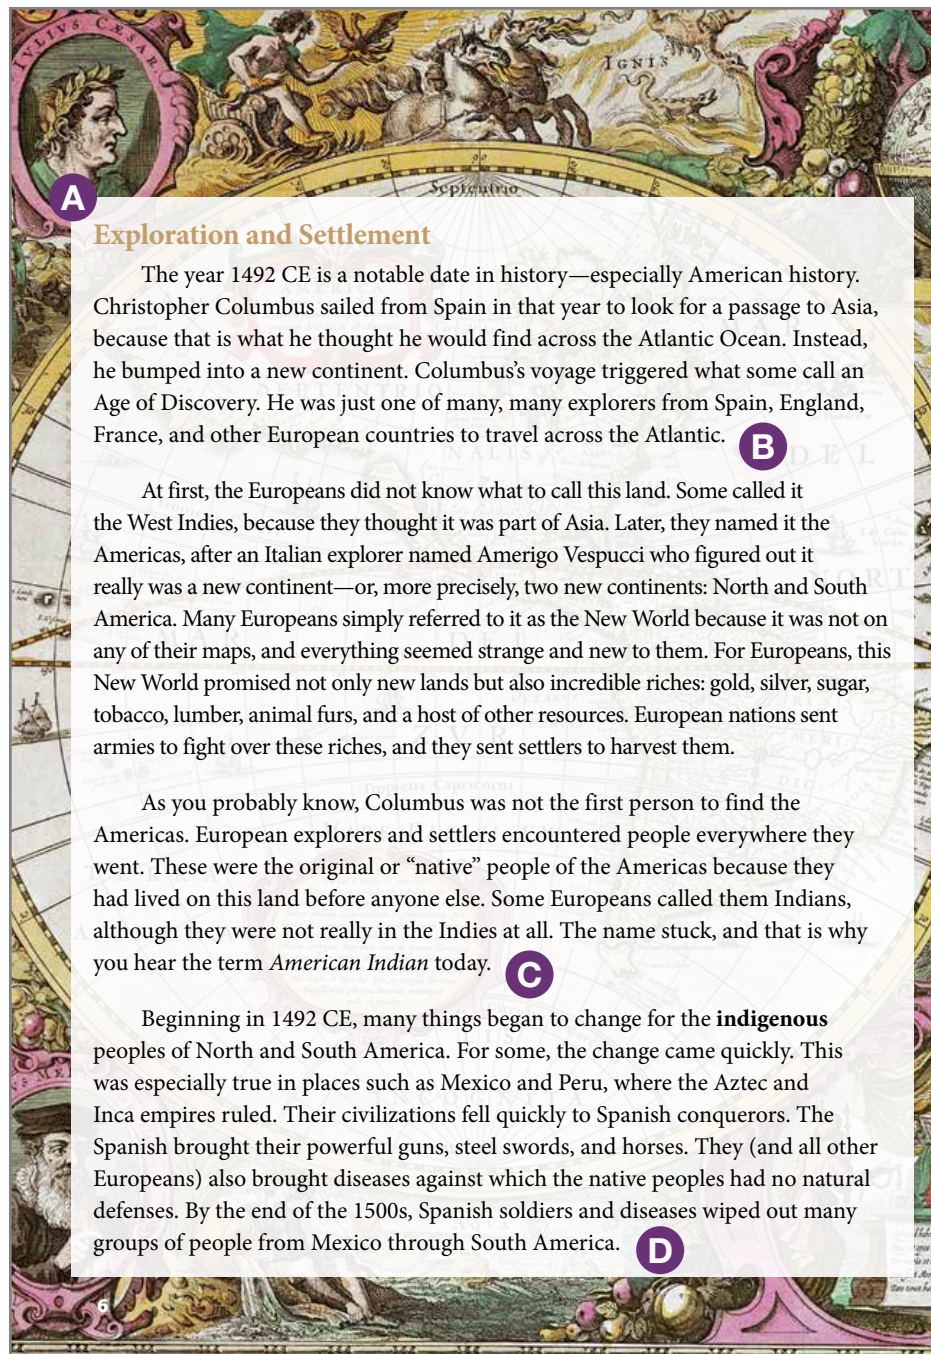 IVLIVS CÆSAR
IGNIS
Septentrio
A
Exploration and Settlement
The year 1492 CE is a notable date in history—especially American history.
Christopher Columbus sailed from Spain in that year to look for a passage to Asia,
because that is what he thought he would find across the Atlantic Ocean. Instead,
he bumped into a new continent. Columbus’s voyage triggered what some call an
Age of Discovery. He was just one of many, many explorers from Spain, England,
France, and other European countries to travel across the Atlantic.
B
At first, the Europeans did not know what to call this land. Some called it
the West Indies, because they thought it was part of Asia. Later, they named it the
Americas, after an Italian explorer named Amerigo Vespucci who figured out it
really was a new continent—or, more precisely, two new continents: North and South
America. Many Europeans simply referred to it as the New World because it was not on
any of their maps, and everything seemed strange and new to them. For Europeans, this
New World promised not only new lands but also incredible riches: gold, silver, sugar,
tobacco, lumber, animal furs, and a host of other resources. European nations sent
armies to fight over these riches, and they sent settlers to harvest them.
As you probably know, Columbus was not the first person to find the
Americas. European explorers and settlers encountered people everywhere they
went. These were the original or “native” people of the Americas because they
had lived on this land before anyone else. Some Europeans called them Indians,
although they were not really in the Indies at all. The name stuck, and that is why
you hear the term American Indian today.
C
Beginning in 1492 CE, many things began to change for the indigenous
peoples of North and South America. For some, the change came quickly. This
was especially true in places such as Mexico and Peru, where the Aztec and
Inca empires ruled. Their civilizations fell quickly to Spanish conquerors. The
Spanish brought their powerful guns, steel swords, and horses. They (and all other
Europeans) also brought diseases against which the native peoples had no natural
defenses. By the end of the 1500s, Spanish soldiers and diseases wiped out many
groups of people from Mexico through South America.
D
6